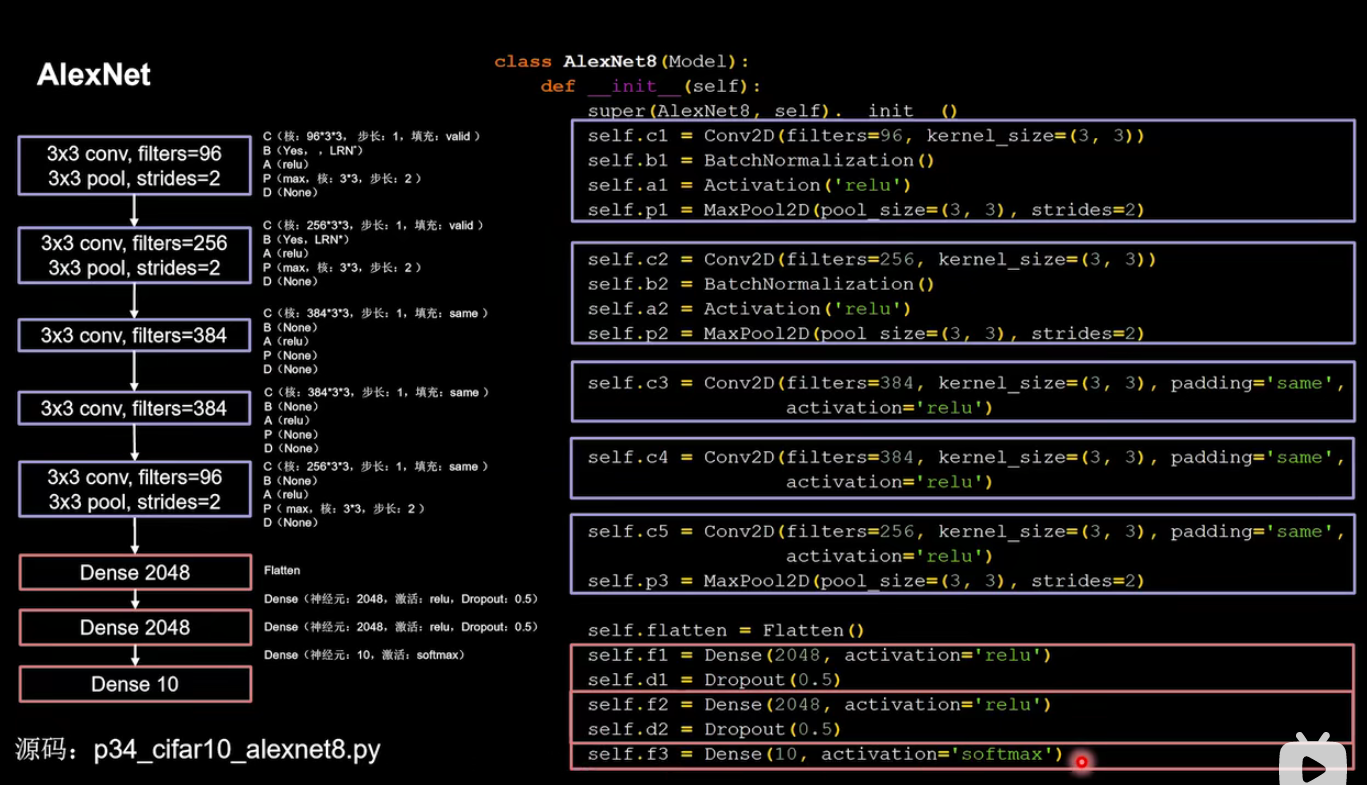 AlexNet
3x3 conv, filters=96
3x3 pool, strides=2
C（核：96*3*3， 步长：1，填充：valid ）
B（Yes，，LRN*）
A（relu）
P（max，核：3*3，步长：2 ）
D（None）
3x3 conv, filters=256
3x3 pool, strides=2
C（核：256*3*3，步长：1，填充：valid ）
B（Yes，LRN*）
A（relu）
P（max，核：3*3，步长：2 ）
D（None）
3x3 conv, filters=384
C（核：384*3*3，步长：1，填充：same ）
B（None）
A（relu）
P（None）
D（None）
3x3 conv, filters=384
C（核：384*3*3，步长：1，填充：same ）
B（None）
A（relu）
P（None）
D（None）
3x3 conv, filters=96
3x3 pool, strides=2
C（核：256*3*3，步长：1，填充：same ）
B（None）
A（relu）
P（ max，核：3*3，步长：2 ）
D（None）
Dense 2048
Dense 2048
Dense 10
Flatten
Dense（神经元：2048，激活：relu，Dropout：0.5）
Dense（神经元：2048，激活：relu，Dropout：0.5）
Dense（神经元：10，激活：softmax）
源码：p34_cifar10_alexnet8.py
class AlexNet8(Model):
def __init__(self):
super(AlexNet8, self).__init__()
self.c1 = Conv2D(filters=96, kernel_size=(3, 3))
self.b1 = BatchNormalization()
self.a1 = Activation('relu')
self.p1 = MaxPool2D(pool_size=(3, 3), strides=2)
self.c2 = Conv2D(filters=256, kernel_size=(3, 3))
self.b2 = BatchNormalization()
self.a2 = Activation('relu')
self.p2 = MaxPool2D(pool_size=(3, 3), strides=2)
self.c3 = Conv2D(filters=384, kernel_size=(3, 3), padding='same',
activation='relu')
self.c4 = Conv2D(filters=384, kernel_size=(3, 3), padding='same',
activation='relu')
self.c5 = Conv2D(filters=256, kernel_size=(3, 3), padding='same',
activation='relu')
self.p3 = MaxPool2D(pool_size=(3, 3), strides=2)
self.flatten = Flatten()
self.f1 = Dense(2048, activation='relu')
self.d1 = Dropout(0.5)
self.f2 = Dense(2048, activation='relu')
self.d2 = Dropout(0.5)
self.f3 = Dense(10, activation='softmax')